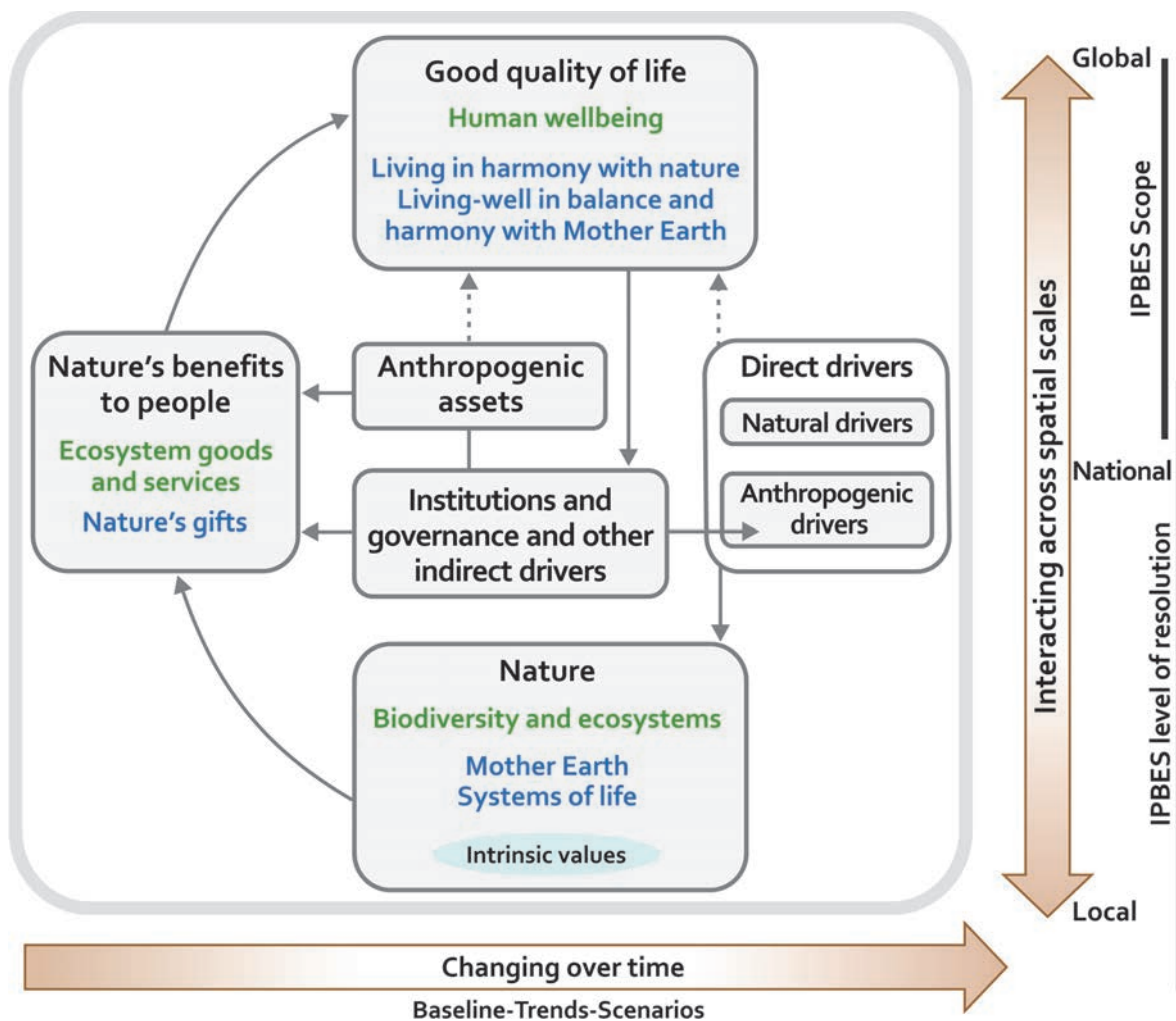 Good quality of life
Human wellbeing
Living in harmony with nature
Living-well in balance and
harmony with Mother Earth
Nature's benefits
to people
Ecosystem goods
and services
Nature's gifts
Anthropogenic
assets
Institutions and
governance and other
indirect drivers
Direct drivers
Natural drivers
Anthropogenic
drivers
Nature
Biodiversity and ecosystems
Mother Earth
Systems of life
Intrinsic values
Changing over time
Baseline-Trends-Scenarios
Interacting across spatial scales
Global
National
Local
IPBES Scope
IPBES level of resolution